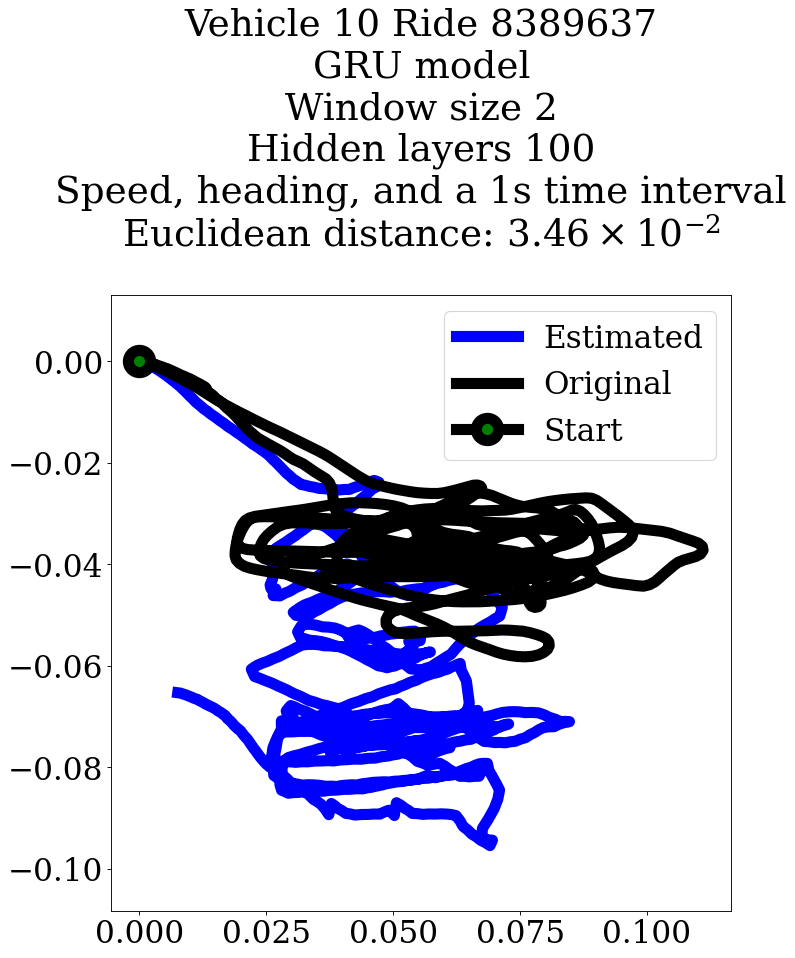 Vehicle 10 Ride 8389637
GRU model
Window size 2
Hidden layers 100
Speed, heading, and a 1s time interval
Euclidean distance: 3.46 × 10⁻²
Estimated
Original
Start
0.00
−0.02
−0.04
−0.06
−0.08
−0.10
0.000 0.025 0.050 0.075 0.100